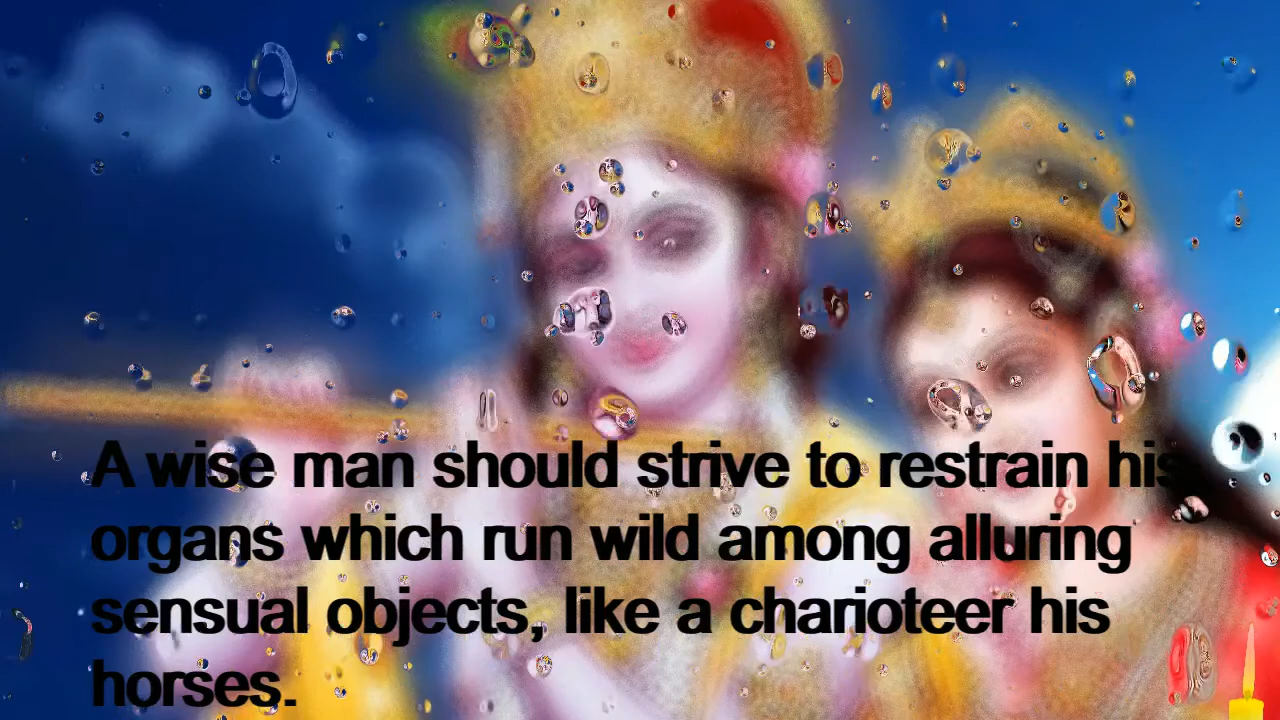 A wise man should strive to restrain his
organs which run wild among alluring
sensual objects, like a charioteer his
horses.